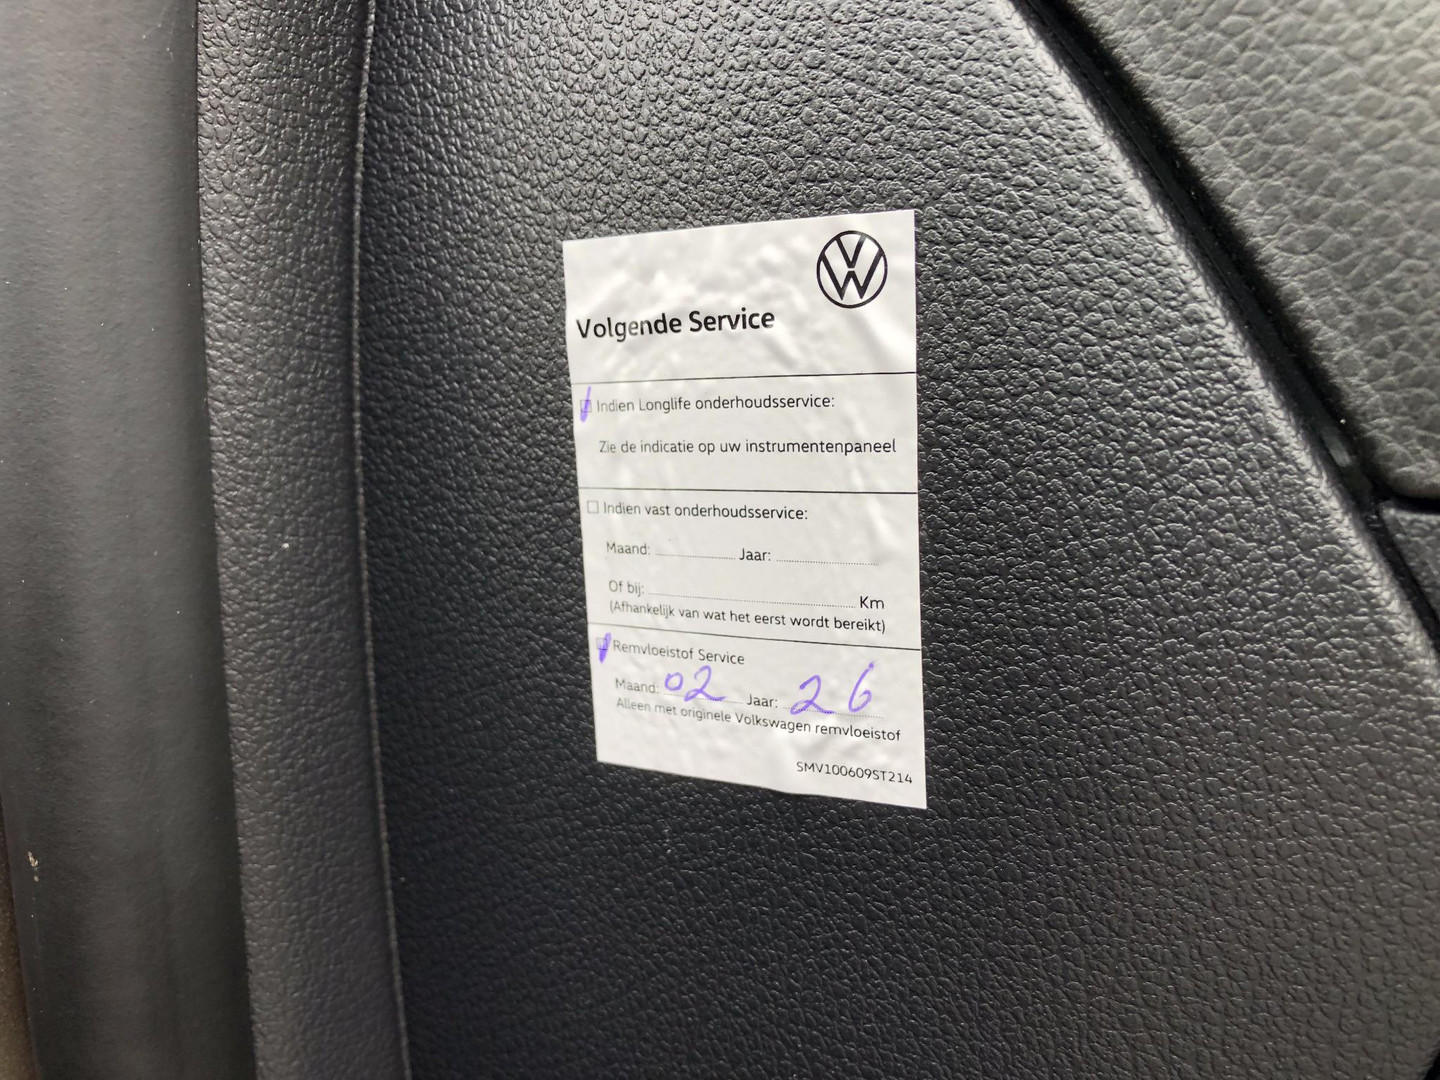 Volgende Service
Indien Longlife onderhoudsservice:
Zie de indicatie op uw instrumentenpaneel
Indien vast onderhoudsservice:
Maand: Jaar:
Of bij: Km
(Afhankelijk van wat het eerst wordt bereikt)
Remvloeistof Service
Maand: 02 Jaar: 26
Alleen met originele Volkswagen remvloeistof
SMV100609ST214